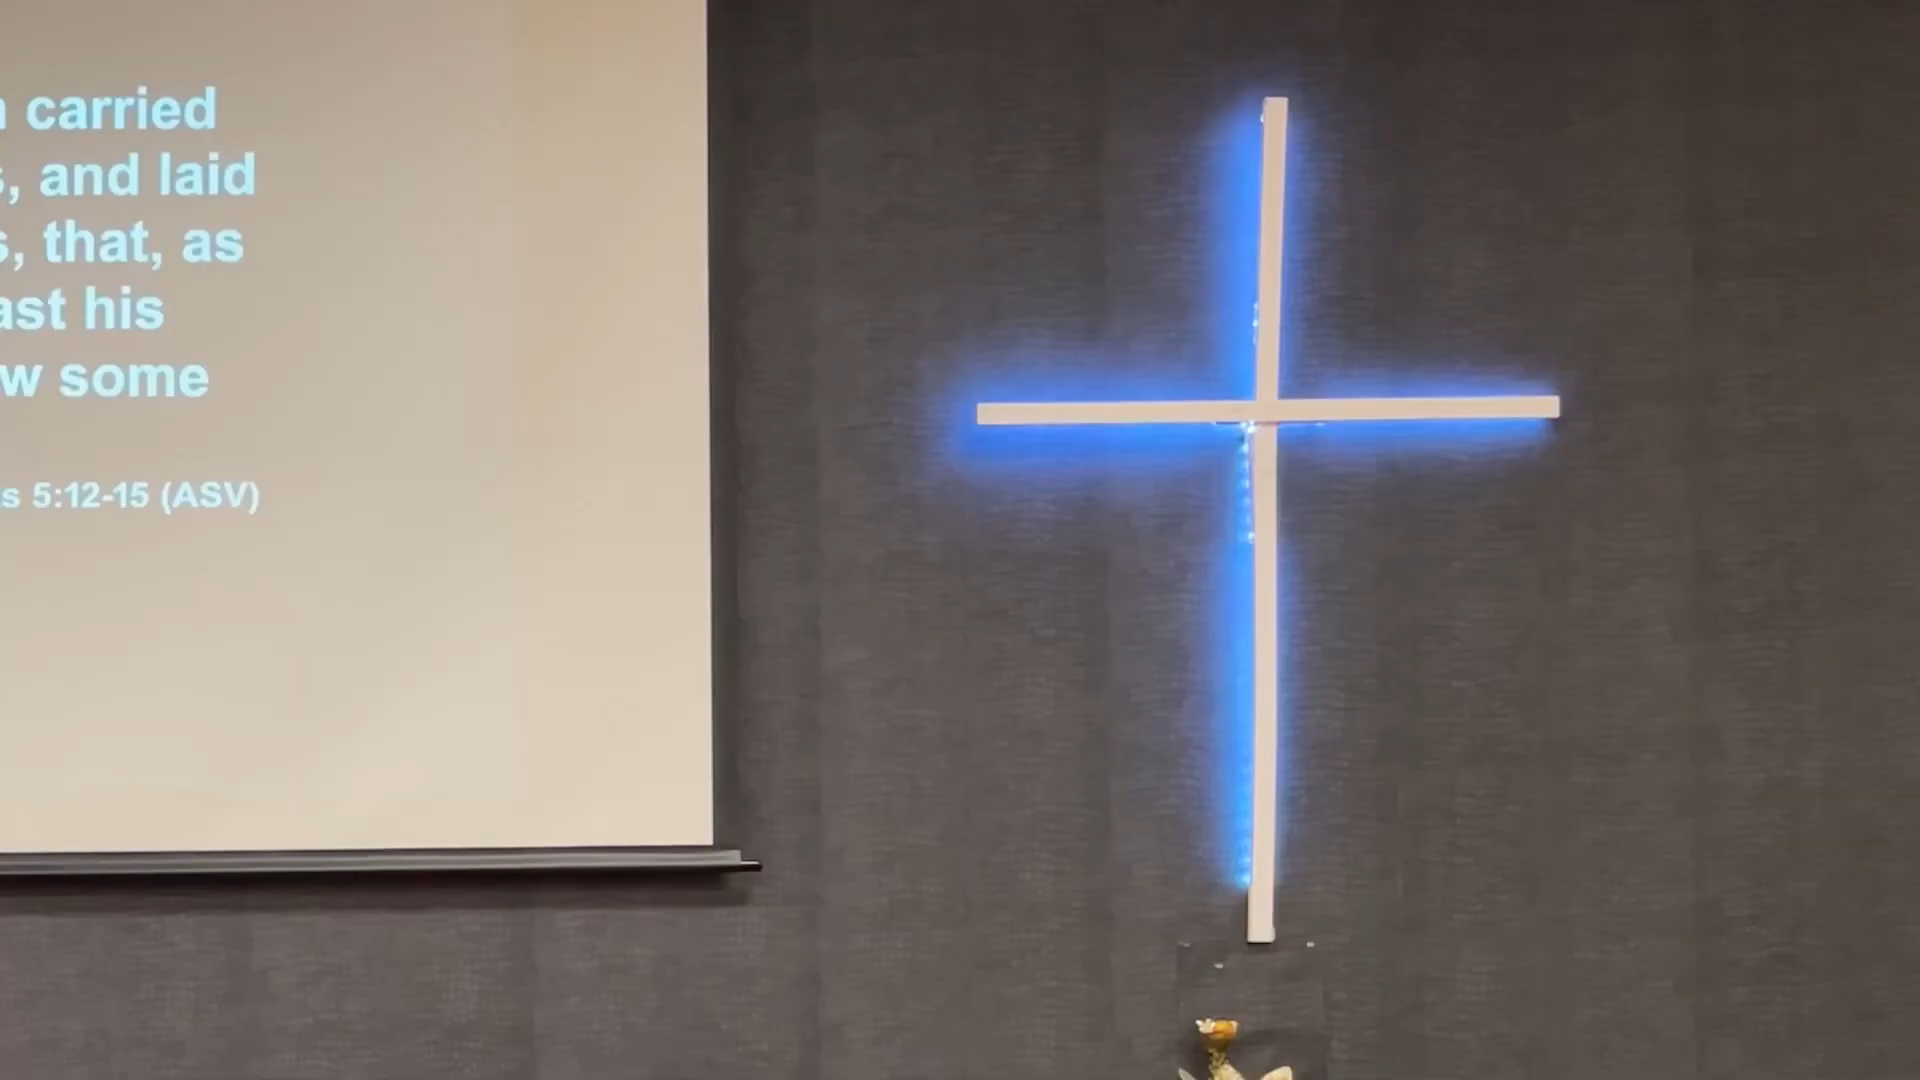 carried
, and laid
, that, as
ast his
w some
s 5:12-15 (ASV)